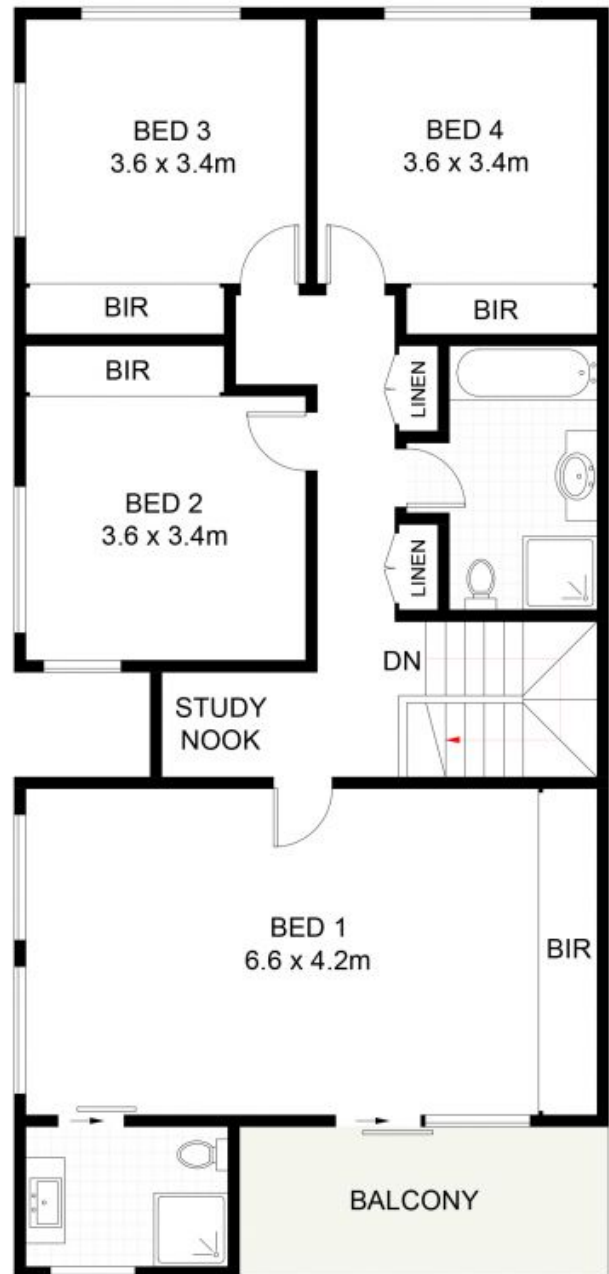 BED 3
3.6 x 3.4m
BED 4
3.6 x 3.4m
BIR
BIR
BIR
LINEN
BED 2
3.6 x 3.4m
LINEN
DN
STUDY
NOOK
BED 1
6.6 x 4.2m
BIR
BALCONY